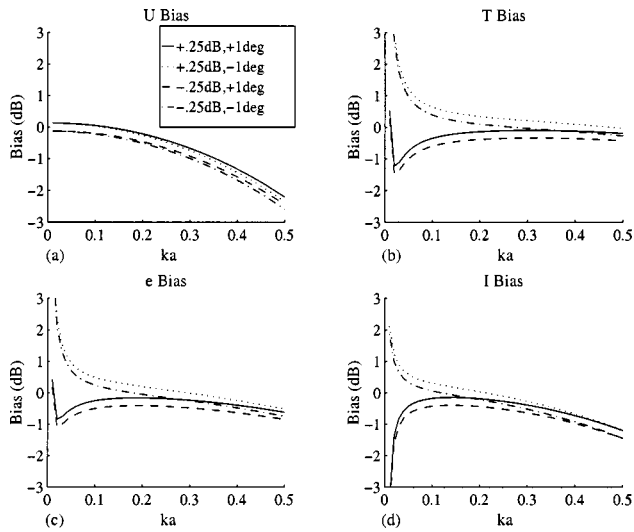 U Bias
T Bias
3
2
1
0
−1
−2
−3
Bias (dB)
+.25dB,+1deg
+.25dB,−1deg
−.25dB,+1deg
−.25dB,−1deg
0
0.1
0.2
0.3
0.4
0.5
(a)
ka
3
2
1
0
−1
−2
−3
Bias (dB)
0
0.1
0.2
0.3
0.4
0.5
(b)
ka
e Bias
I Bias
3
2
1
0
−1
−2
−3
Bias (dB)
0
0.1
0.2
0.3
0.4
0.5
(c)
ka
3
2
1
0
−1
−2
−3
Bias (dB)
0
0.1
0.2
0.3
0.4
0.5
(d)
ka